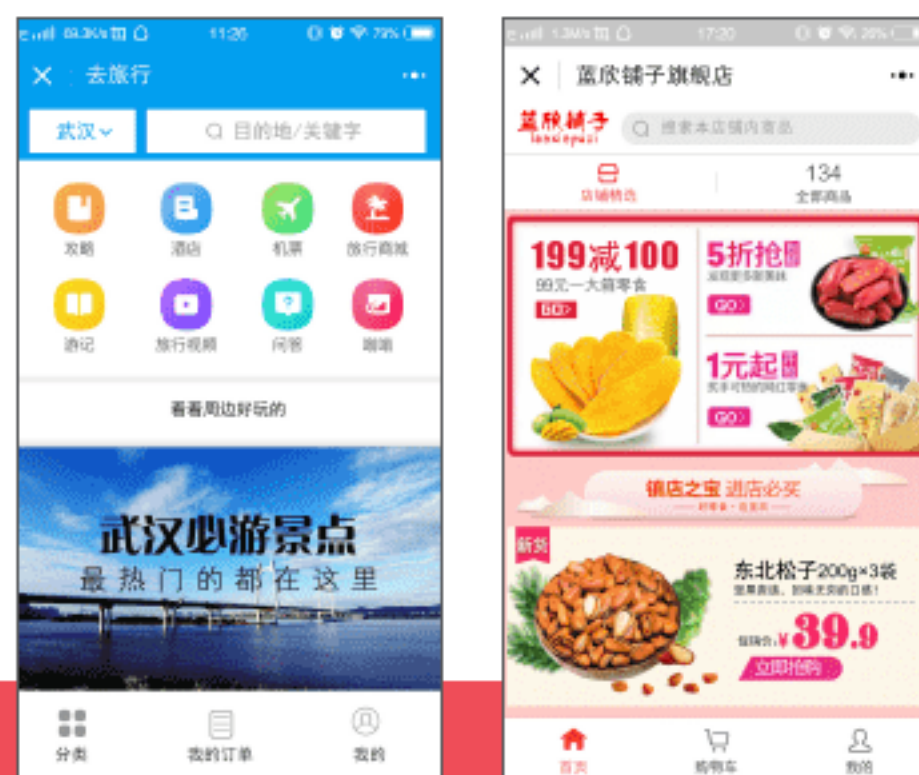 11:26
73%
去旅行
武汉
目的地/关键字
攻略
酒店
机票
旅行商城
游记
旅行视频
问答
嗡嗡
看看周边好玩的
武汉必游景点
最热门的都在这里
分类
我的订单
我的
1.3M/s
17:20
26%
蓝欣铺子旗舰店
蓝欣铺子
lanxinpuzi
搜索本店铺内商品
店铺精选
134
全部商品
199减100
99元一大箱零食
GO>
5折抢
GO>
1元起
GO>
镇店之宝 进店必买
新货
东北松子200g×3袋
¥39.9
立即抢购
首页
购物车
我的